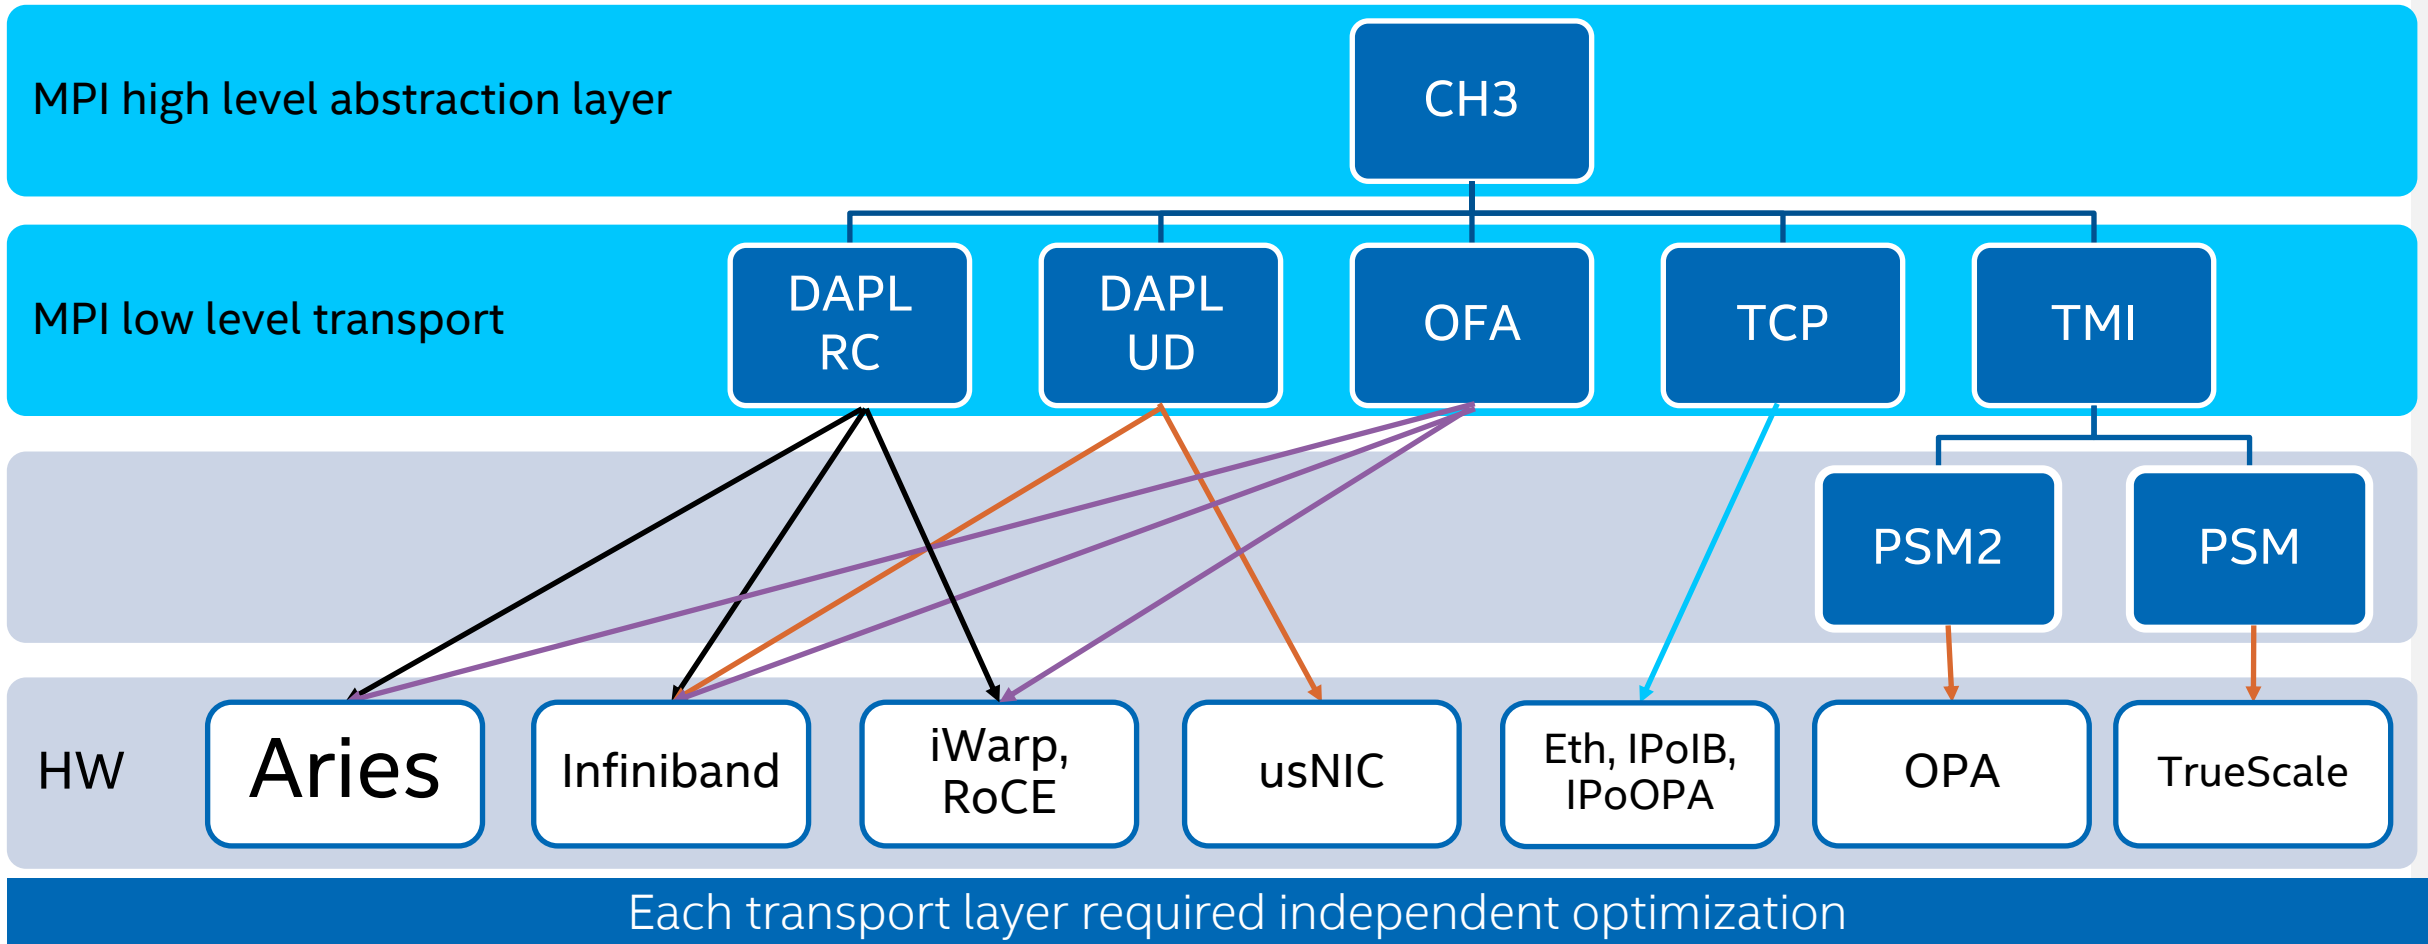 MPI high level abstraction layer
CH3
MPI low level transport
DAPL
RC
DAPL
UD
OFA
TCP
TMI
PSM2
PSM
HW
Aries
Infiniband
iWarp,
RoCE
usNIC
Eth, IPoIB,
IPoOPA
OPA
TrueScale
Each transport layer required independent optimization